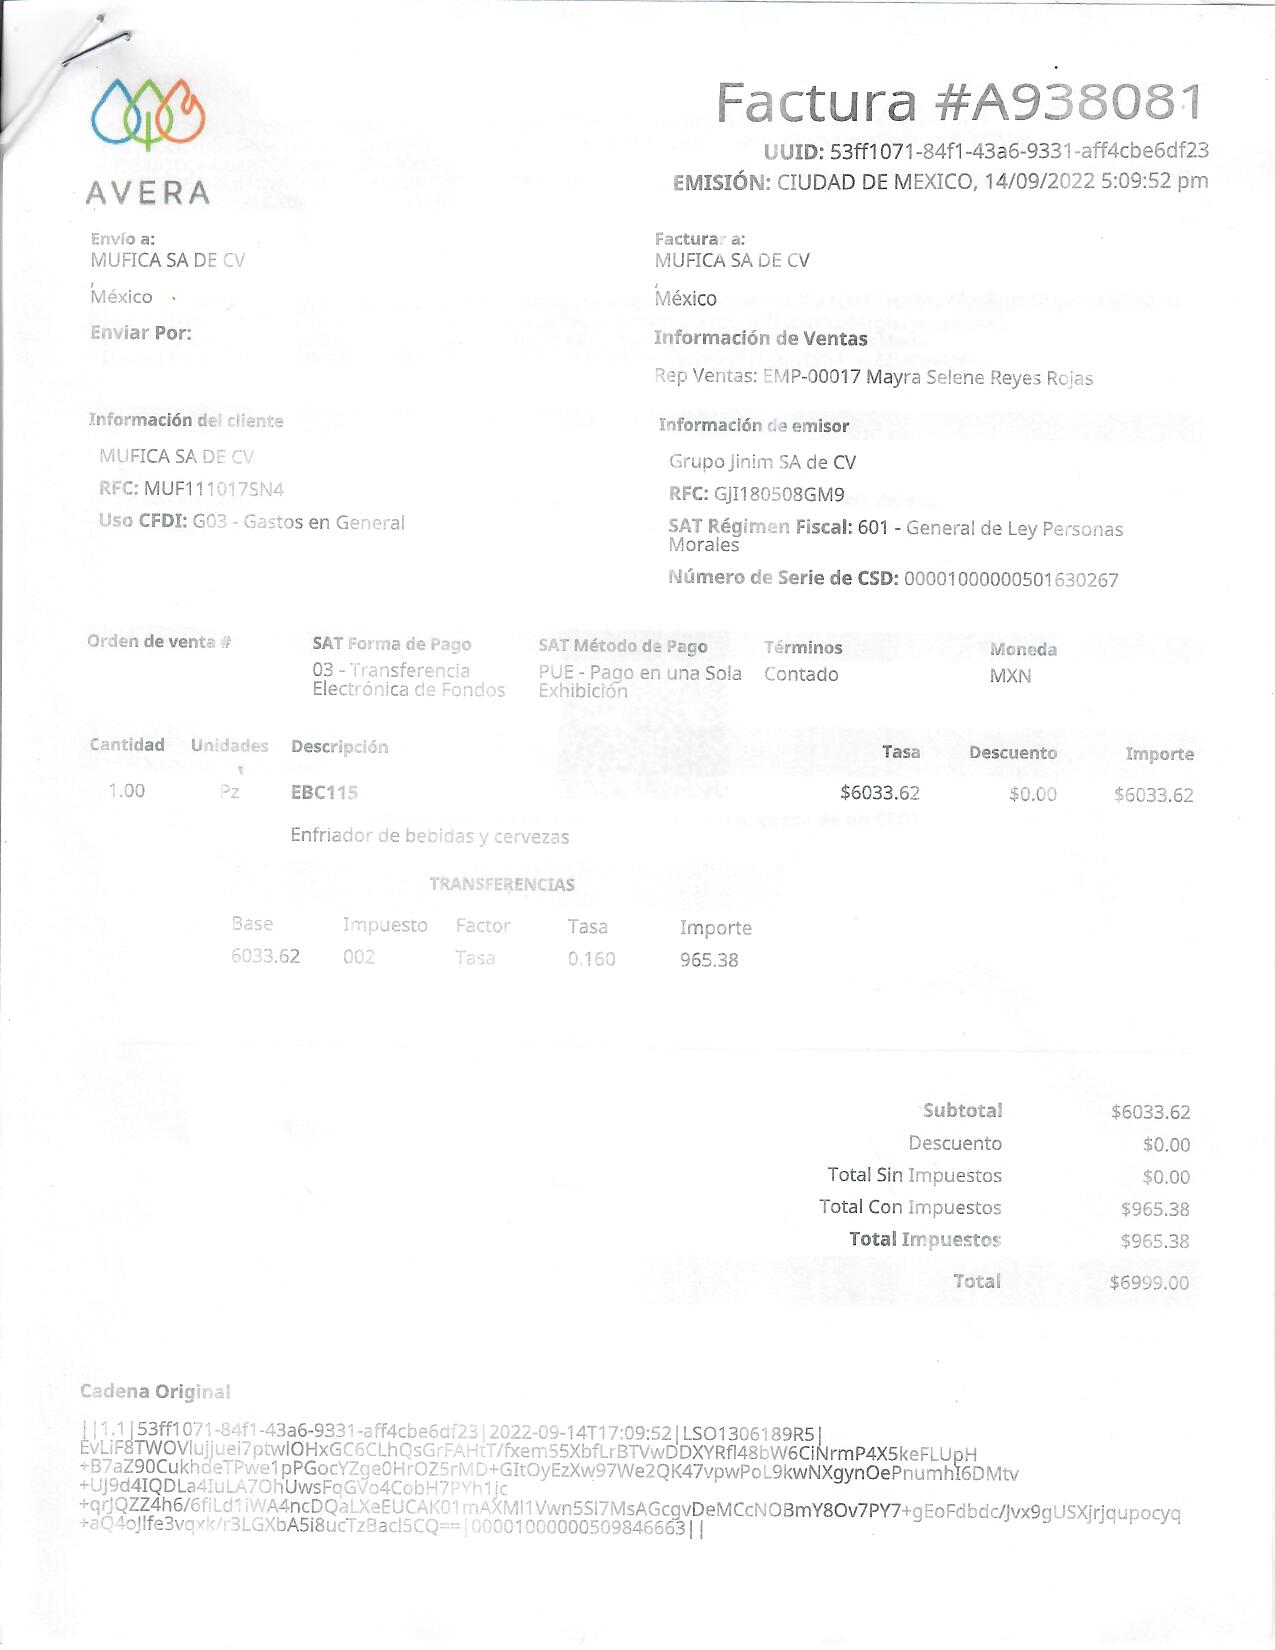 AVERA
Factura #A938081
UUID: 53ff1071-84f1-43a6-9331-aff4cbe6df23
EMISIÓN: CIUDAD DE MEXICO, 14/09/2022 5:09:52 pm
Envío a:
MUFICA SA DE CV
,
México
Enviar Por:
Facturar a:
MUFICA SA DE CV
,
México
Información de Ventas
Rep Ventas: EMP-00017 Mayra Selene Reyes Rojas
Información del cliente
MUFICA SA DE CV
RFC: MUF111017SN4
Uso CFDI: G03 - Gastos en General
Información de emisor
Grupo Jinim SA de CV
RFC: GJI180508GM9
SAT Régimen Fiscal: 601 - General de Ley Personas
Morales
Número de Serie de CSD: 00001000000501630267
Orden de venta # SAT Forma de Pago SAT Método de Pago Términos Moneda
03 - Transferencia PUE - Pago en una Sola Contado MXN
Electrónica de Fondos Exhibición
Cantidad Unidades Descripción Tasa Descuento Importe
1.00 Pz EBC115 $6033.62 $0.00 $6033.62
Enfriador de bebidas y cervezas
TRANSFERENCIAS
Base Impuesto Factor Tasa Importe
6033.62 002 Tasa 0.160 965.38
Subtotal $6033.62
Descuento $0.00
Total Sin Impuestos $0.00
Total Con Impuestos $965.38
Total Impuestos $965.38
Total $6999.00
Cadena Original
||1.1|53ff1071-84f1-43a6-9331-aff4cbe6df23|2022-09-14T17:09:52|LSO1306189R5|
EvLiF8TWOVlujjuei7ptwIOHxGC6CLhQsGrFAHtT/fxem55XbfLrBTVwDDXYRfl48bW6CiNrmP4X5keFLUpH
+B7aZ90CukhdeTPwe1pPGocYZge0HrOZ5rMD+GItOyEzXw97We2QK47vpwPoL9kwNXgynOePnumhI6DMtv
+UJ9d4IQDLa4IuLA7OhUwsFqGVo4CobH7PYh1jc
+qrJQZZ4h6/6fiLd1iWA4ncDQaLXeEUCAK01mAXMl1Vwn5SI7MsAGcgvDeMCcNOBmY8Ov7PY7+gEoFdbdc/Jvx9gUSXjrjqupocyq
+aQ4oJlfe3vqxk/r3LGXbA5i8ucTzBacl5CQ==|00001000000509846663||